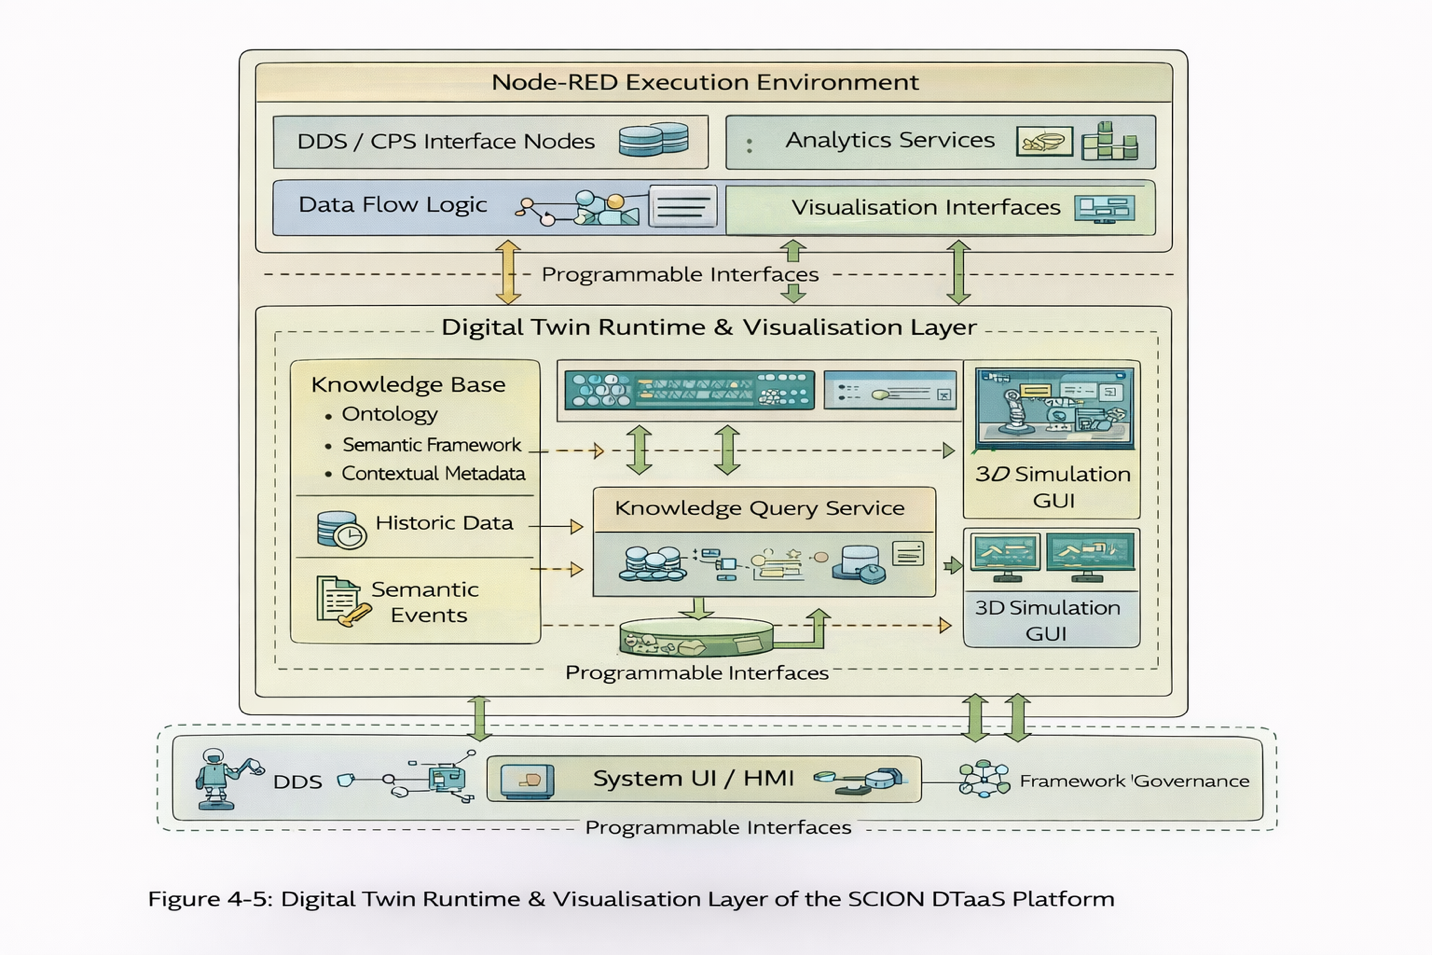 Node-RED Execution Environment
DDS / CPS Interface Nodes
: Analytics Services
Data Flow Logic
Visualisation Interfaces
Programmable Interfaces
Digital Twin Runtime & Visualisation Layer
Knowledge Base
• Ontology
• Semantic Framework
• Contextual Metadata
Historic Data
Semantic
Events
Knowledge Query Service
3D Simulation
GUI
3D Simulation
GUI
Programmable Interfaces
DDS
System UI / HMI
Framework 'Governance
Programmable Interfaces
Figure 4-5: Digital Twin Runtime & Visualisation Layer of the SCION DTaaS Platform